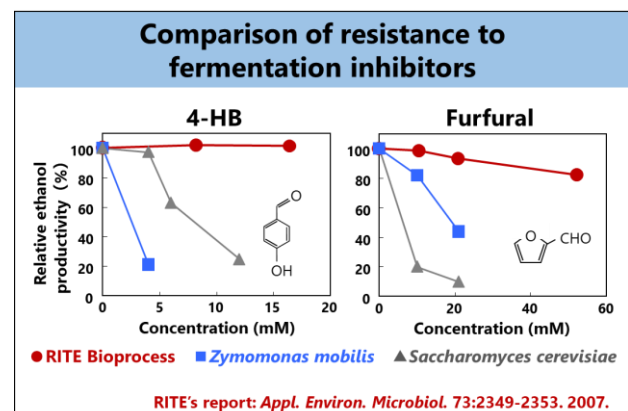 Comparison of resistance to
fermentation inhibitors
4-HB
Furfural
Relative ethanol
productivity (%)
100
80
60
40
20
0
0 5 10 15 20
Concentration (mM)
O
OH
100
80
60
40
20
0
0 20 40 60
Concentration (mM)
O CHO
RITE Bioprocess Zymomonas mobilis Saccharomyces cerevisiae
RITE's report: Appl. Environ. Microbiol. 73:2349-2353. 2007.